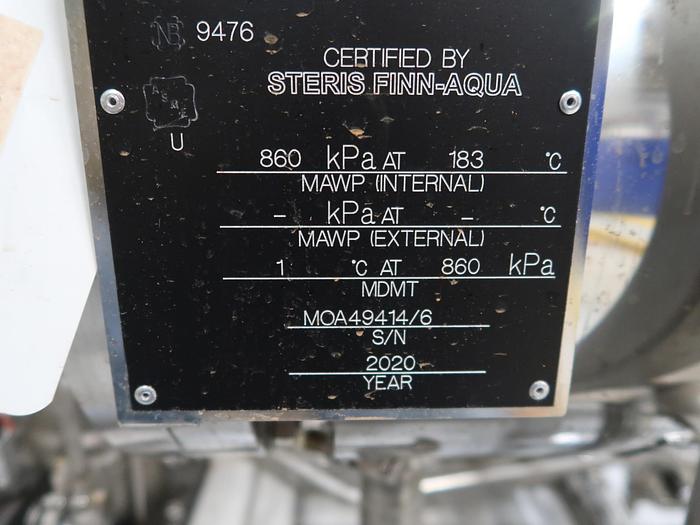 NB 9476
CERTIFIED BY
STERIS FINN-AQUA
ASME
U
860 kPa AT 183 °C
MAWP (INTERNAL)
- kPa AT - °C
MAWP (EXTERNAL)
1 °C AT 860 kPa
MDMT
MOA49414/6
S/N
2020
YEAR